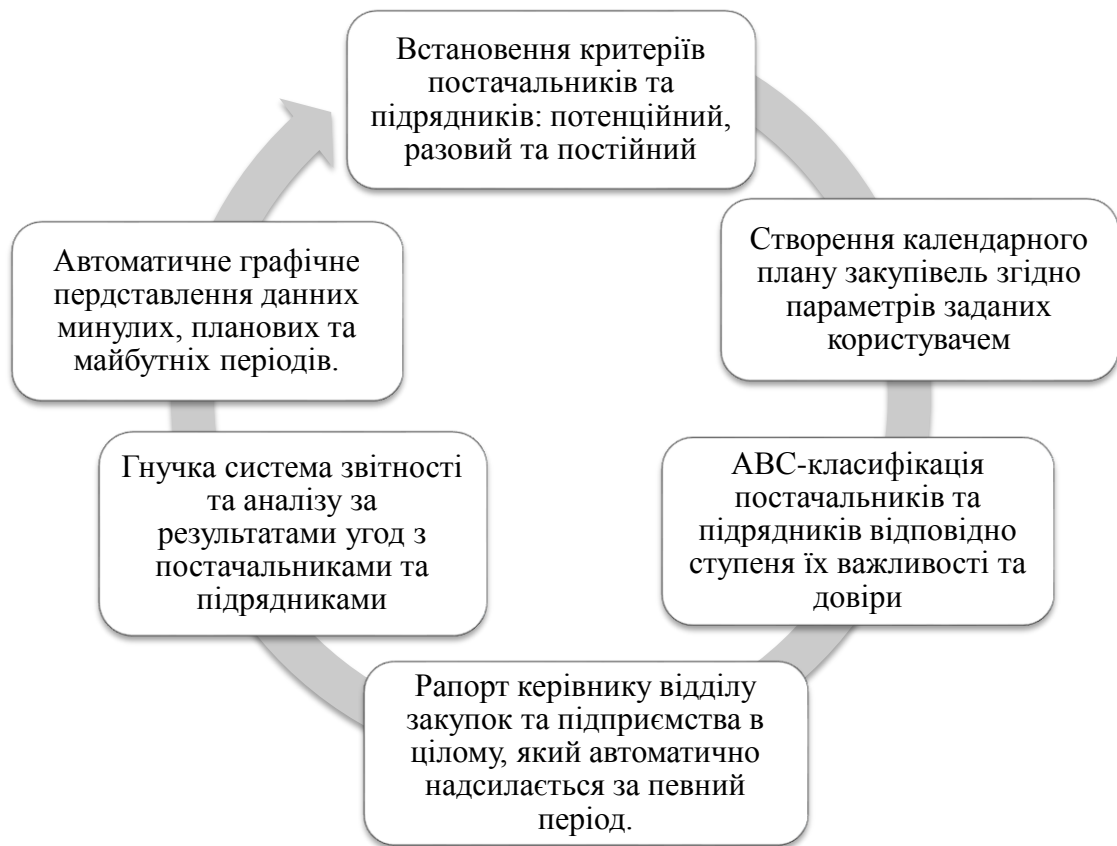 Встановення критеріїв
постачальників та
підрядників: потенційний,
разовий та постійний
Створення календарного
плану закупівель згідно
параметрів заданих
користувачем
АВС-класифікація
постачальників та
підрядників відповідно
ступеня їх важливості та
довіри
Рапорт керівнику відділу
закупок та підприємства в
цілому, який автоматично
надсилається за певний
період.
Гнучка система звітності
та аналізу за
результатами угод з
постачальниками та
підрядниками
Автоматичне графічне
пердставлення данних
минулих, планових та
майбутніх періодів.